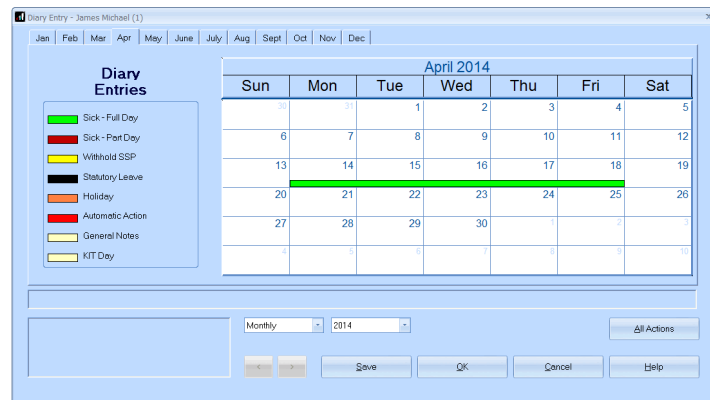 Diary Entry - James Michael (1)
Jan Feb Mar Apr May June July Aug Sept Oct Nov Dec
Diary
Entries
Sick - Full Day
Sick - Part Day
Withhold SSP
Statutory Leave
Holiday
Automatic Action
General Notes
KIT Day
April 2014
Sun Mon Tue Wed Thu Fri Sat
30 31 1 2 3 4 5
6 7 8 9 10 11 12
13 14 15 16 17 18 19
20 21 22 23 24 25 26
27 28 29 30 1 2 3
4 5 6 7 8 9 10
Monthly 2014
All Actions
< > Save OK Cancel Help